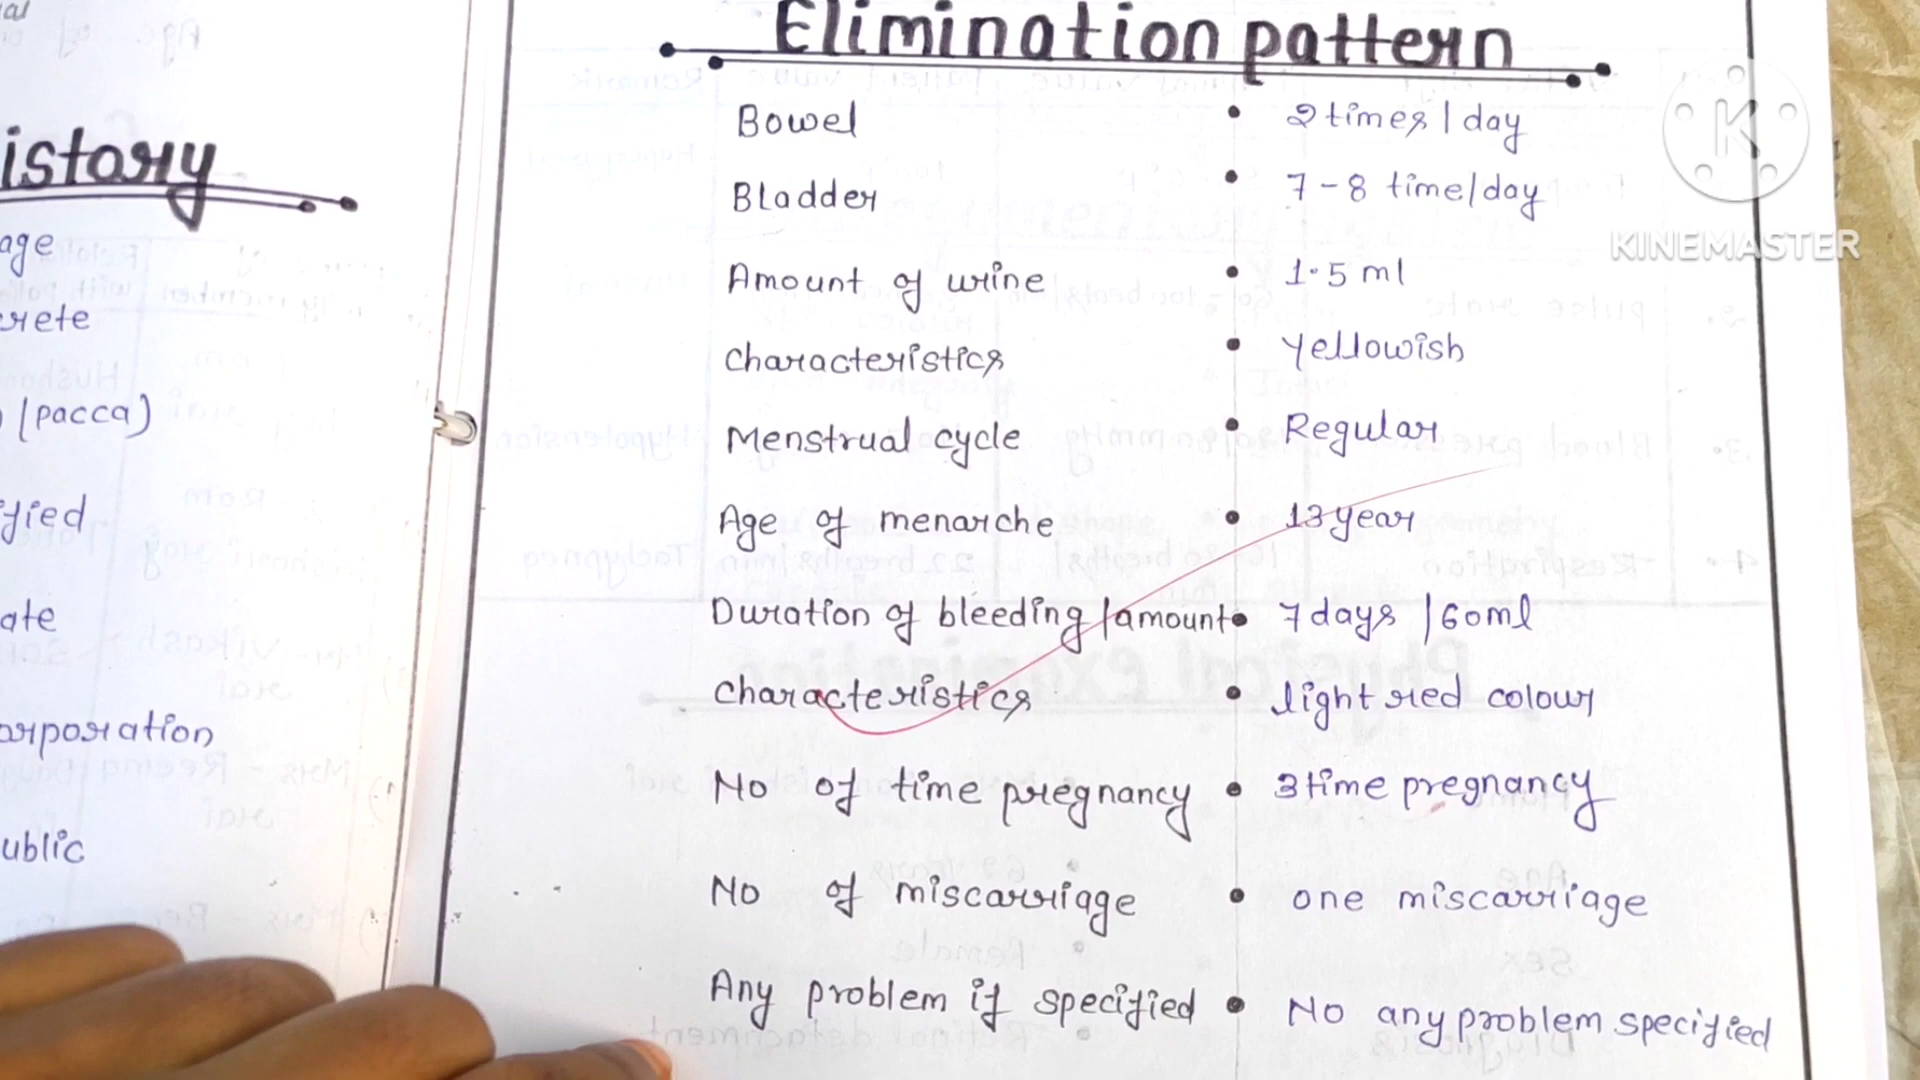 istory
age
crete
(pacca)
ified
ate
orporation
ublic
Elimination pattern
Bowel • 2 times / day
Bladder • 7-8 time/day
Amount of urine • 1.5 ml
characteristics • yellowish
Menstrual cycle • Regular
Age of menarche • 13 year
Duration of bleeding /amount • 7 days /60ml
characteristics • light red colour
No of time pregnancy • 3 time pregnancy
No of miscarriage • one miscarriage
Any problem if specified • No any problem specified
K
KINEMASTER